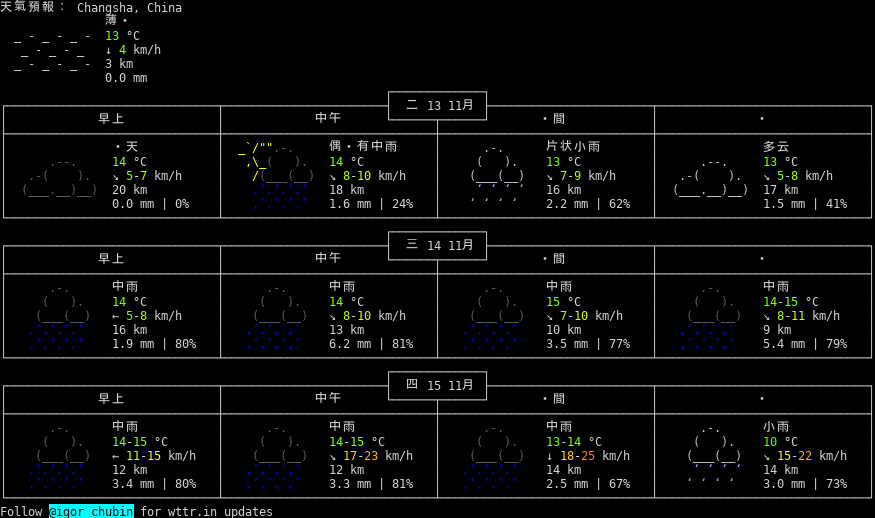 天氣預報： Changsha, China
薄・
13 °C
↓ 4 km/h
3 km
0.0 mm
二 13 11月
早上 中午 ・間 ・
・天 偶・有中雨 片状小雨 多云
14 °C 14 °C 13 °C 13 °C
↘ 5-7 km/h ↘ 8-10 km/h ↘ 7-9 km/h ↘ 5-8 km/h
20 km 18 km 16 km 17 km
0.0 mm | 0% 1.6 mm | 24% 2.2 mm | 62% 1.5 mm | 41%
三 14 11月
早上 中午 ・間 ・
中雨 中雨 中雨 中雨
14 °C 14 °C 15 °C 14-15 °C
← 5-8 km/h ↘ 8-10 km/h ↘ 7-10 km/h ↘ 8-11 km/h
16 km 13 km 10 km 9 km
1.9 mm | 80% 6.2 mm | 81% 3.5 mm | 77% 5.4 mm | 79%
四 15 11月
早上 中午 ・間 ・
中雨 中雨 中雨 小雨
14-15 °C 14-15 °C 13-14 °C 10 °C
← 11-15 km/h ↘ 17-23 km/h ↓ 18-25 km/h ↘ 15-22 km/h
12 km 12 km 14 km 14 km
3.4 mm | 80% 3.3 mm | 81% 2.5 mm | 67% 3.0 mm | 73%
Follow @igor_chubin for wttr.in updates